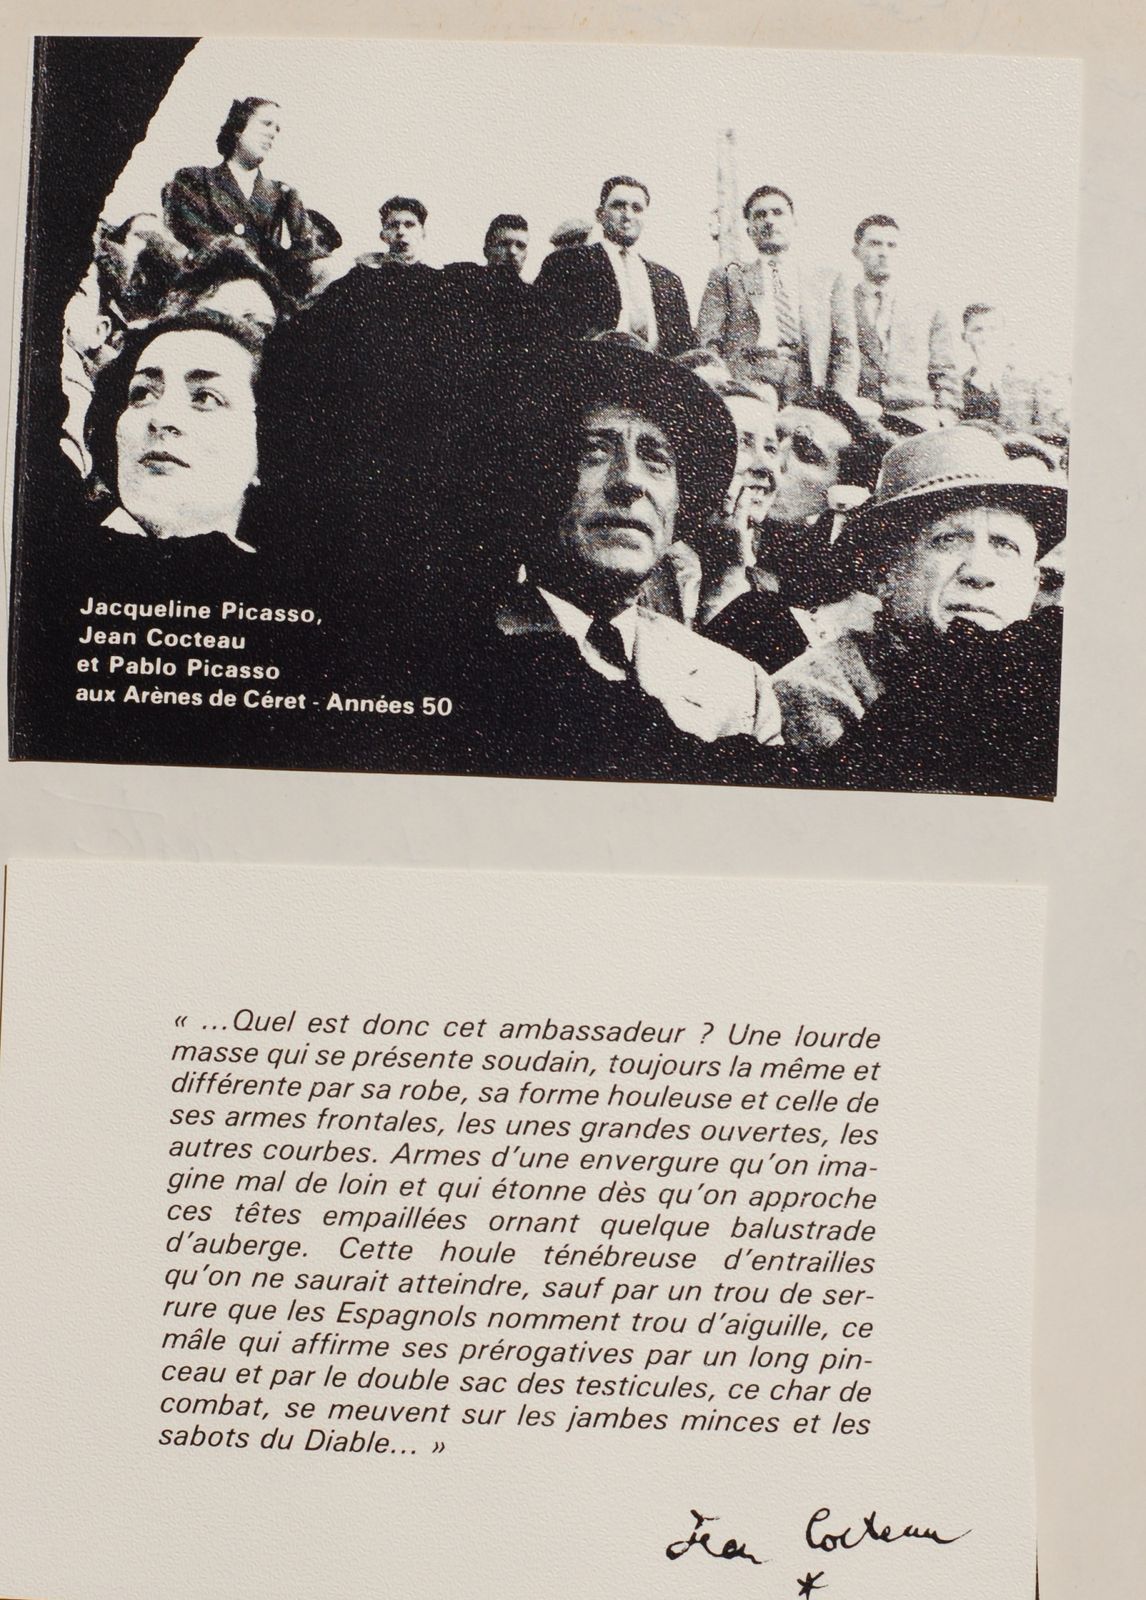 Jacqueline Picasso,
Jean Cocteau
et Pablo Picasso
aux Arènes de Céret - Années 50
« ...Quel est donc cet ambassadeur ? Une lourde
masse qui se présente soudain, toujours la même et
différente par sa robe, sa forme houleuse et celle de
ses armes frontales, les unes grandes ouvertes, les
autres courbes. Armes d'une envergure qu'on ima-
gine mal de loin et qui étonne dès qu'on approche
ces têtes empaillées ornant quelque balustrade
d'auberge. Cette houle ténébreuse d'entrailles
qu'on ne saurait atteindre, sauf par un trou de ser-
rure que les Espagnols nomment trou d'aiguille, ce
mâle qui affirme ses prérogatives par un long pin-
ceau et par le double sac des testicules, ce char de
combat, se meuvent sur les jambes minces et les
sabots du Diable... »
Jean Cocteau
*